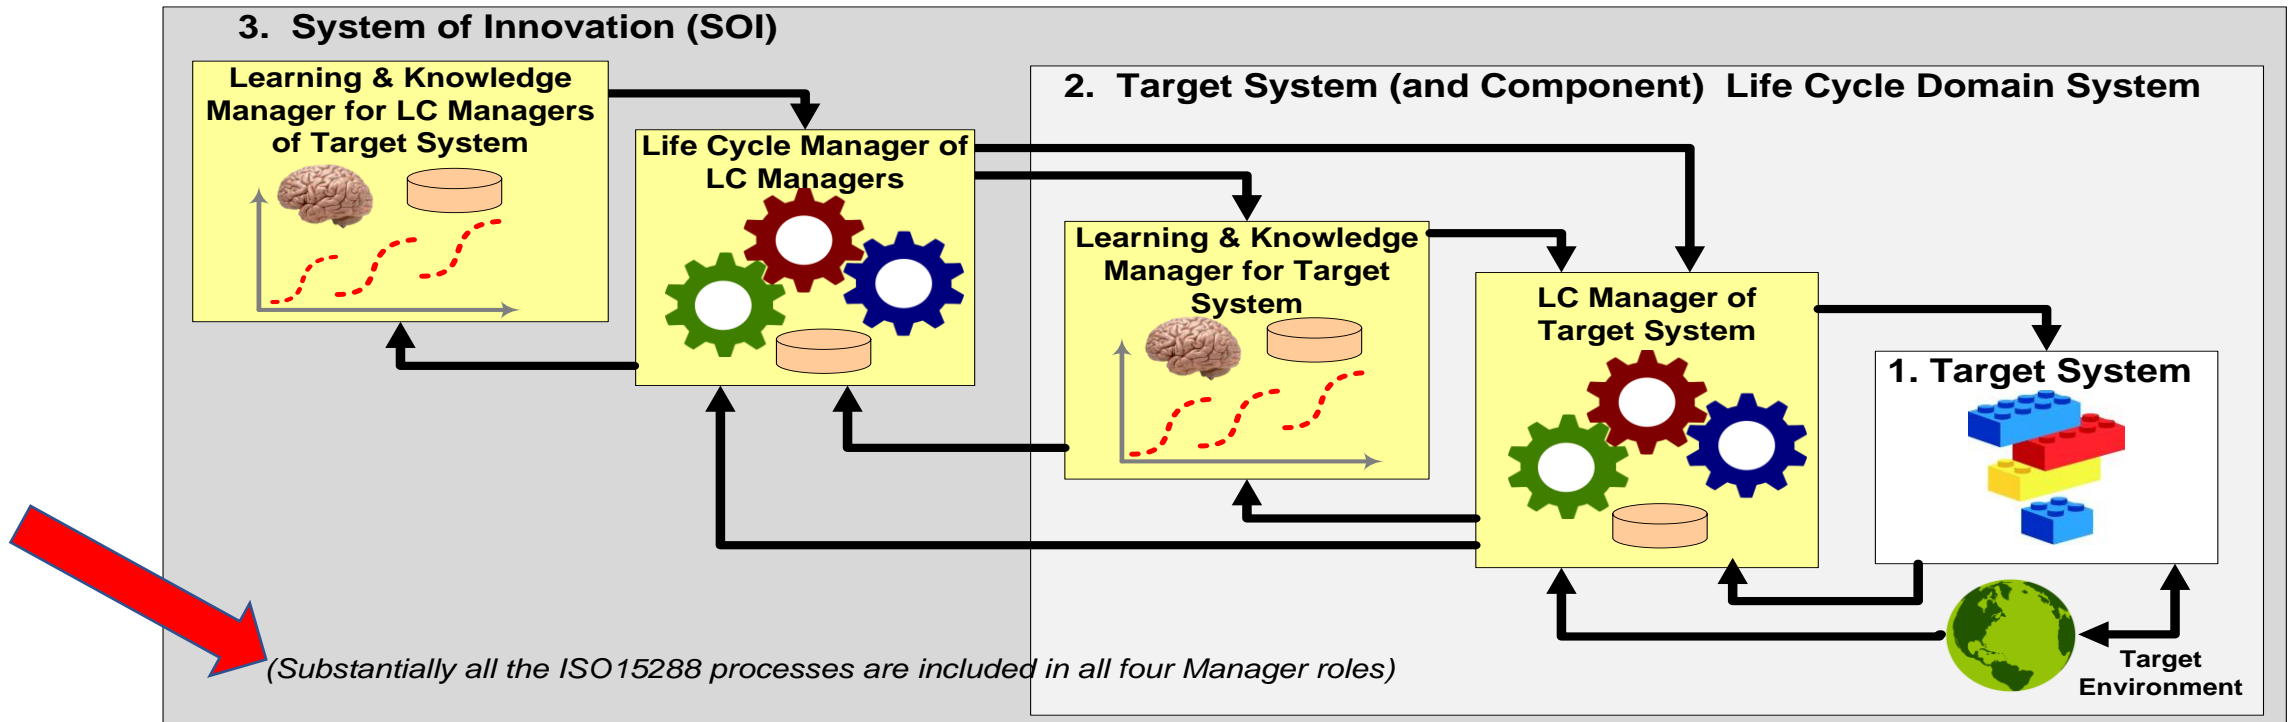 3. System of Innovation (SOI)
Learning & Knowledge
Manager for LC Managers
of Target System
2. Target System (and Component) Life Cycle Domain System
Life Cycle Manager of
LC Managers
Learning & Knowledge
Manager for Target
System
LC Manager of
Target System
1. Target System
(Substantially all the ISO15288 processes are included in all four Manager roles)
Target
Environment